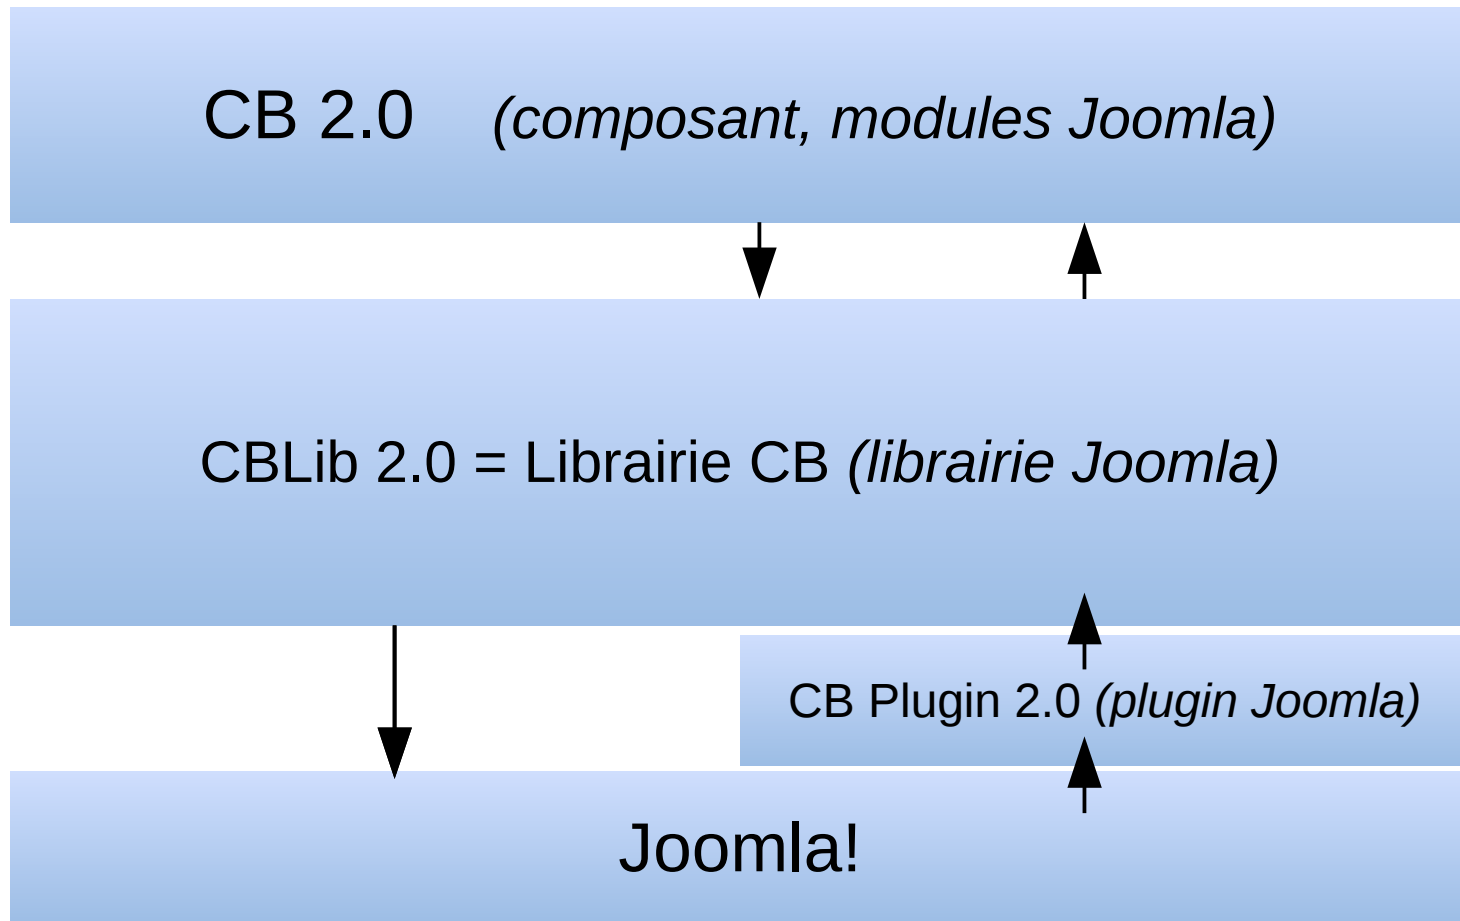 CB 2.0 (composant, modules Joomla)
CBLib 2.0 = Librairie CB (librairie Joomla)
CB Plugin 2.0 (plugin Joomla)
Joomla!